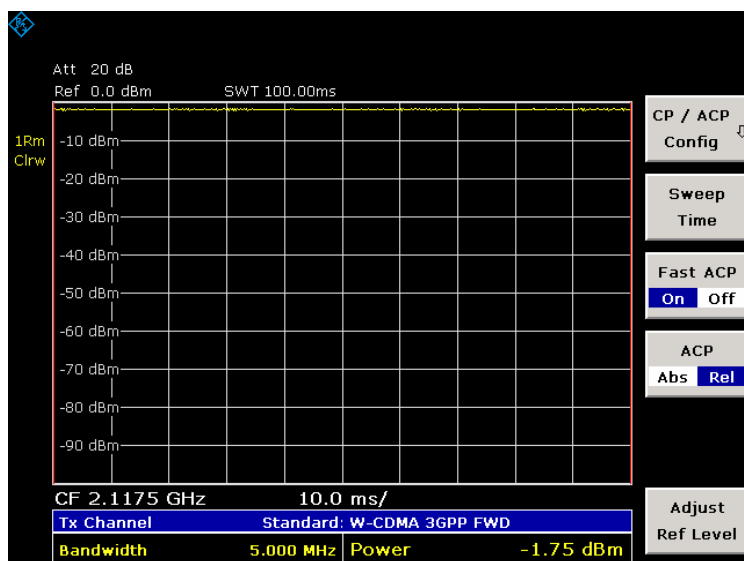 Att 20 dB
Ref 0.0 dBm SWT 100.00ms
1Rm
Clrw
-10 dBm
-20 dBm
-30 dBm
-40 dBm
-50 dBm
-60 dBm
-70 dBm
-80 dBm
-90 dBm
CF 2.1175 GHz 10.0 ms/
Tx Channel Standard: W-CDMA 3GPP FWD
Bandwidth 5.000 MHz Power -1.75 dBm
CP / ACP
Config
Sweep
Time
Fast ACP
On Off
ACP
Abs Rel
Adjust
Ref Level